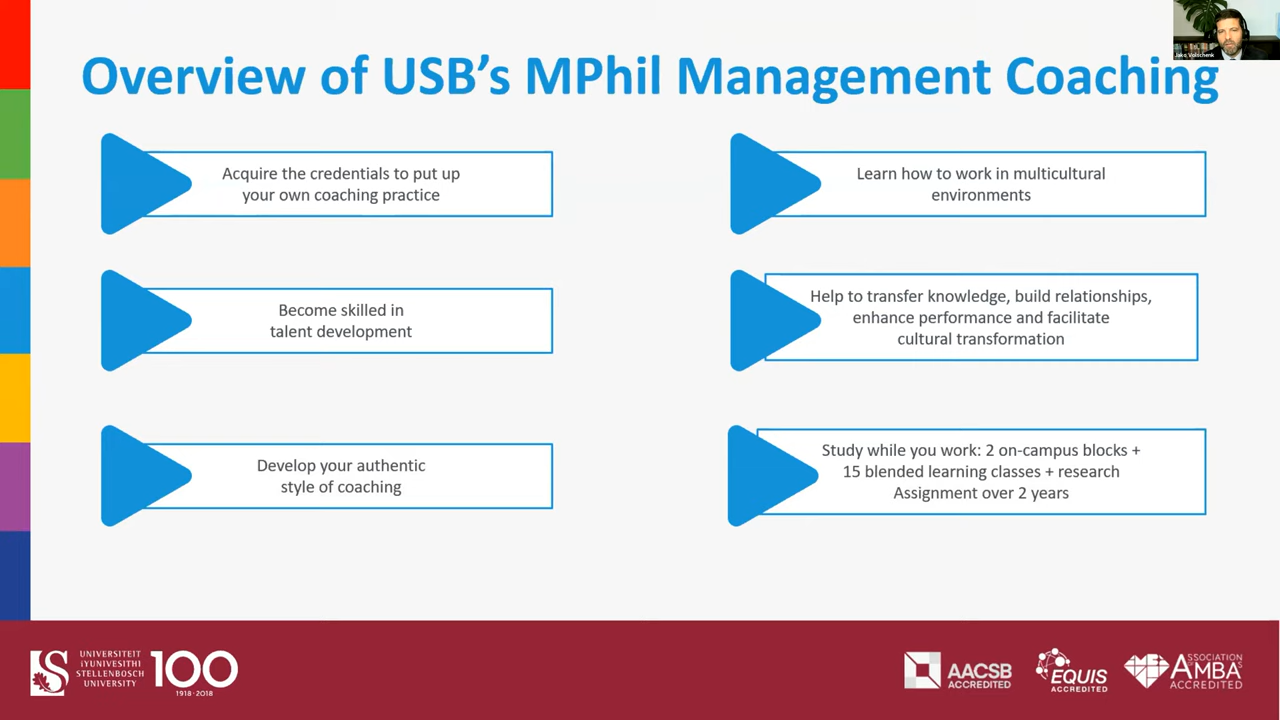 Overview of USB's MPhil Management Coaching
Jako Volschenk
Acquire the credentials to put up
your own coaching practice
Learn how to work in multicultural
environments
Become skilled in
talent development
Help to transfer knowledge, build relationships,
enhance performance and facilitate
cultural transformation
Develop your authentic
style of coaching
Study while you work: 2 on-campus blocks +
15 blended learning classes + research
Assignment over 2 years
UNIVERSITEIT
iYUNIVESITHI
STELLENBOSCH
UNIVERSITY
100
1918·2018
AACSB
ACCREDITED
EQUIS
ACCREDITED
ASSOCIATION
OF MBA'S
AMBA
ACCREDITED